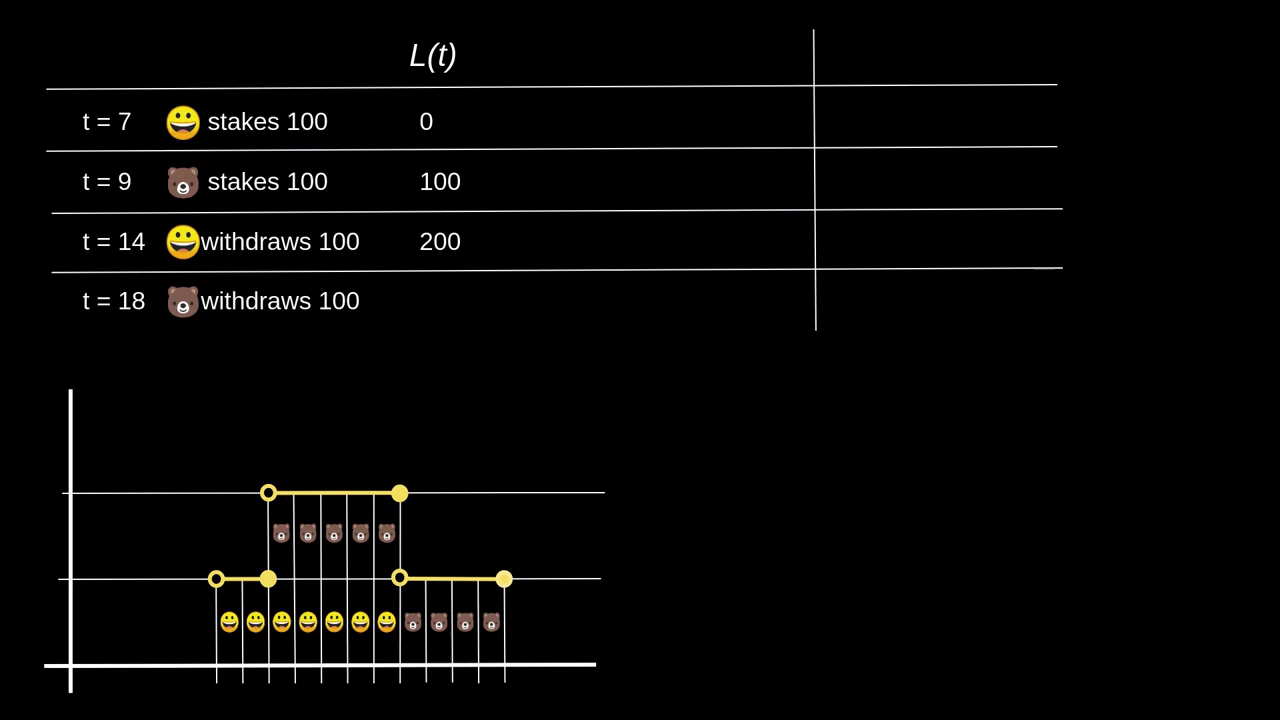 L(t)
t = 7 😀 stakes 100 0
t = 9 🐻 stakes 100 100
t = 14 😀withdraws 100 200
t = 18 🐻withdraws 100